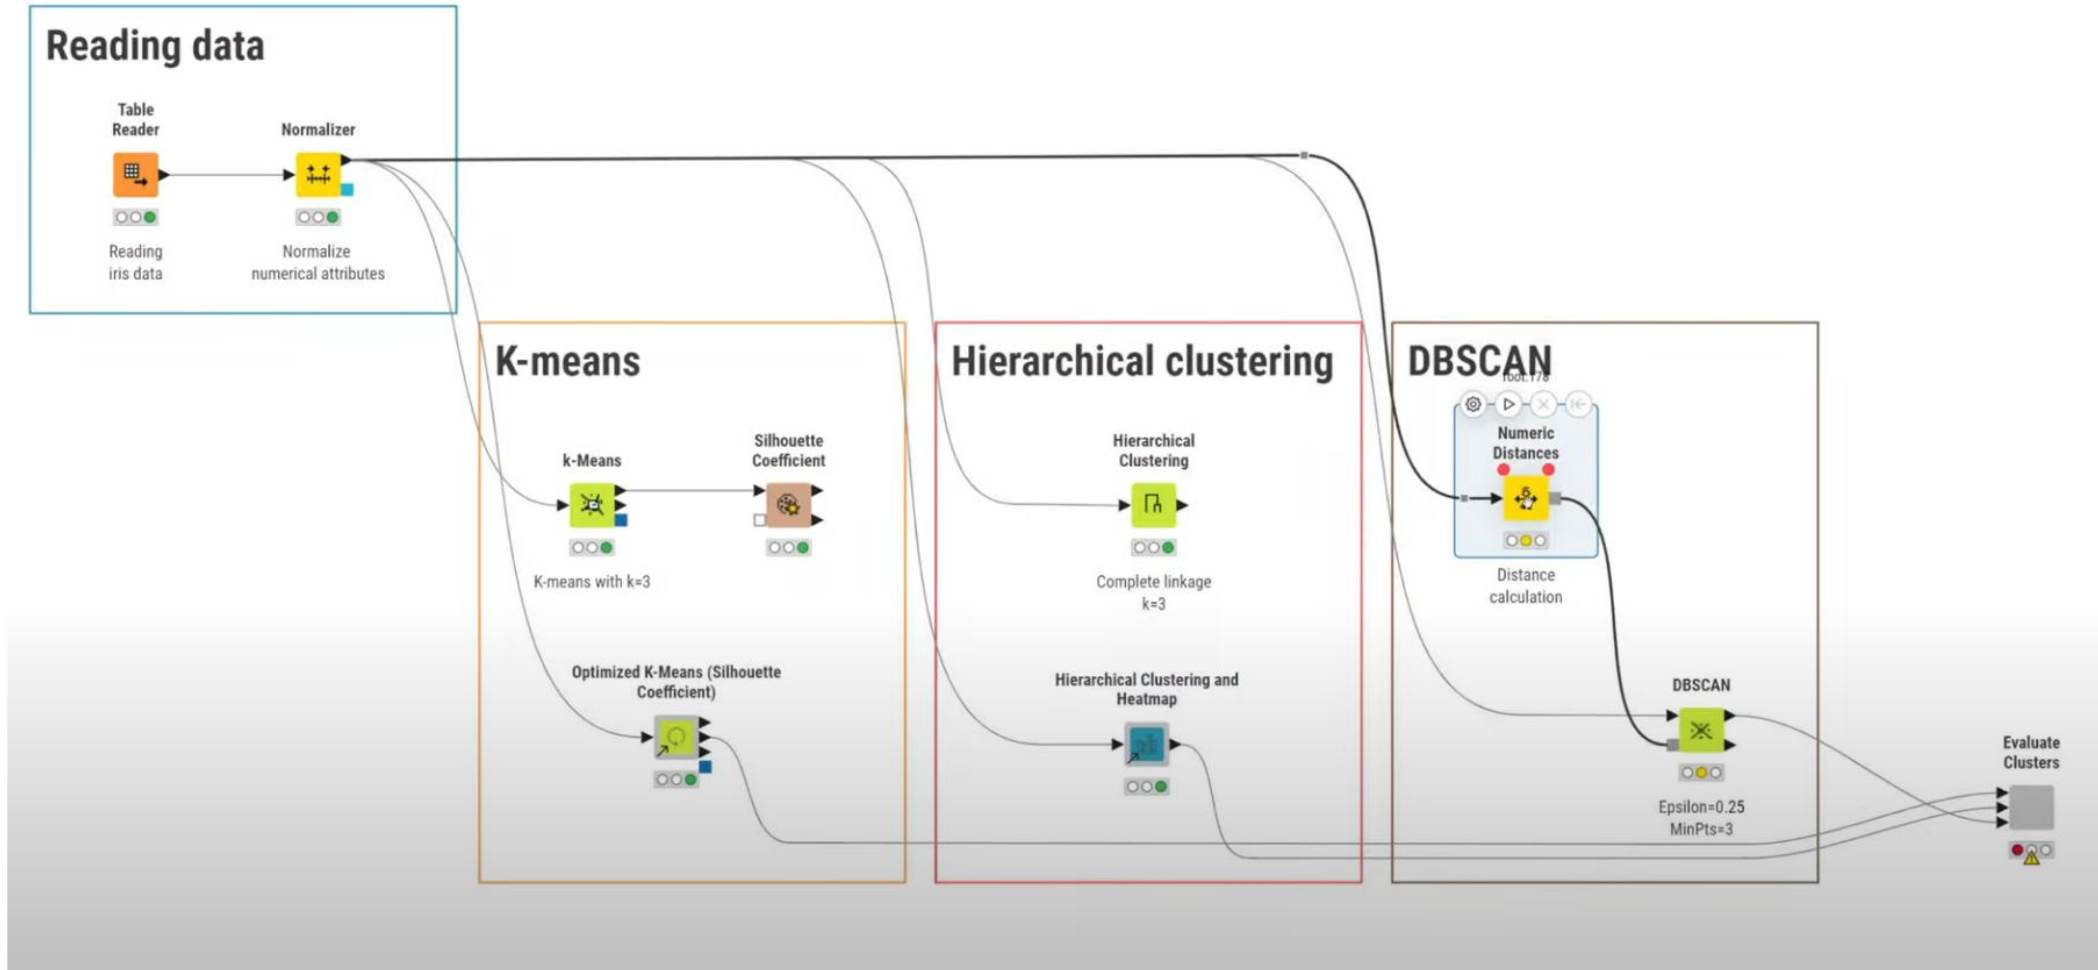 Reading data
Table
Reader
Normalizer
Reading
iris data
Normalize
numerical attributes
K-means
k-Means
K-means with k=3
Silhouette
Coefficient
Optimized K-Means (Silhouette
Coefficient)
Hierarchical clustering
Hierarchical
Clustering
Complete linkage
k=3
Hierarchical Clustering and
Heatmap
DBSCAN
root:178
Numeric
Distances
Distance
calculation
DBSCAN
Epsilon=0.25
MinPts=3
Evaluate
Clusters